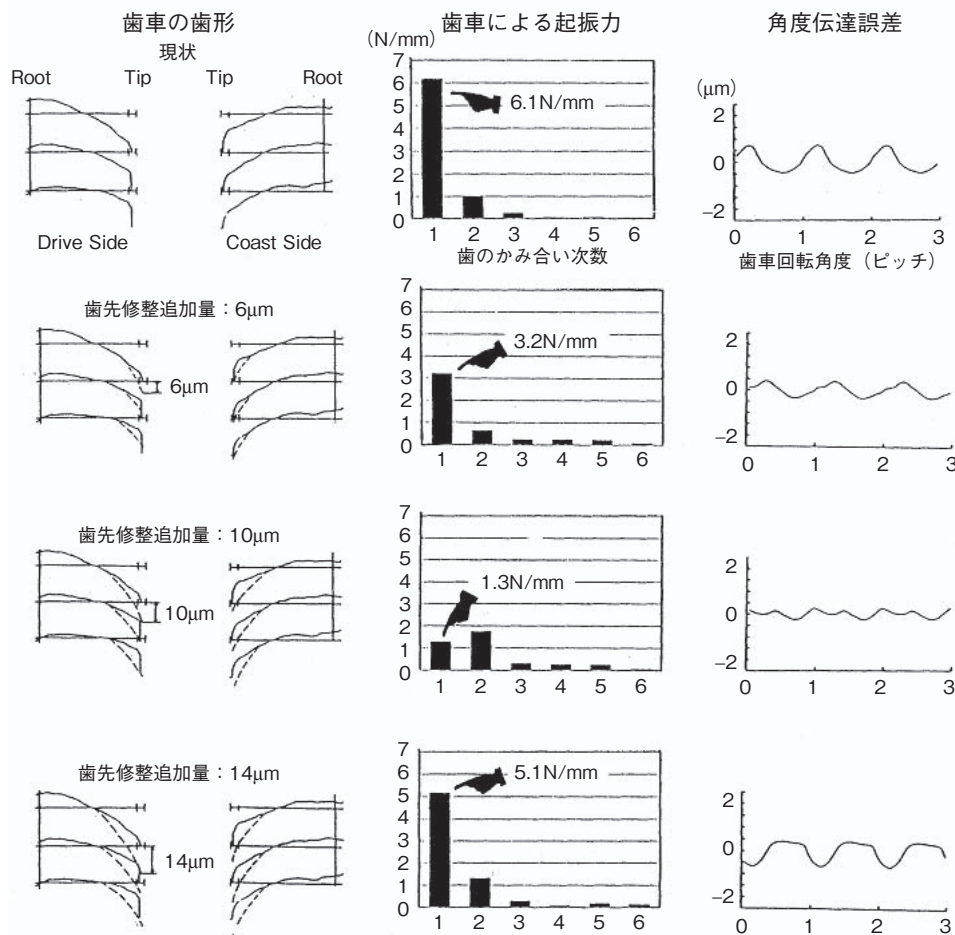 歯車の歯形
現状
Root Tip Tip Root
Drive Side Coast Side
歯車による起振力
(N/mm)
7
6
5
4
3
2
1
0
6.1N/mm
1 2 3 4 5 6
歯のかみ合い次数
角度伝達誤差
(μm)
2
0
−2
0 1 2 3
歯車回転角度（ピッチ）
歯先修整追加量：6μm
6μm
7
6
5
4
3
2
1
0
3.2N/mm
1 2 3 4 5 6
2
0
−2
0 1 2 3
歯先修整追加量：10μm
10μm
7
6
5
4
3
2
1
0
1.3N/mm
1 2 3 4 5 6
2
0
−2
0 1 2 3
歯先修整追加量：14μm
14μm
7
6
5
4
3
2
1
0
5.1N/mm
1 2 3 4 5 6
2
0
−2
0 1 2 3